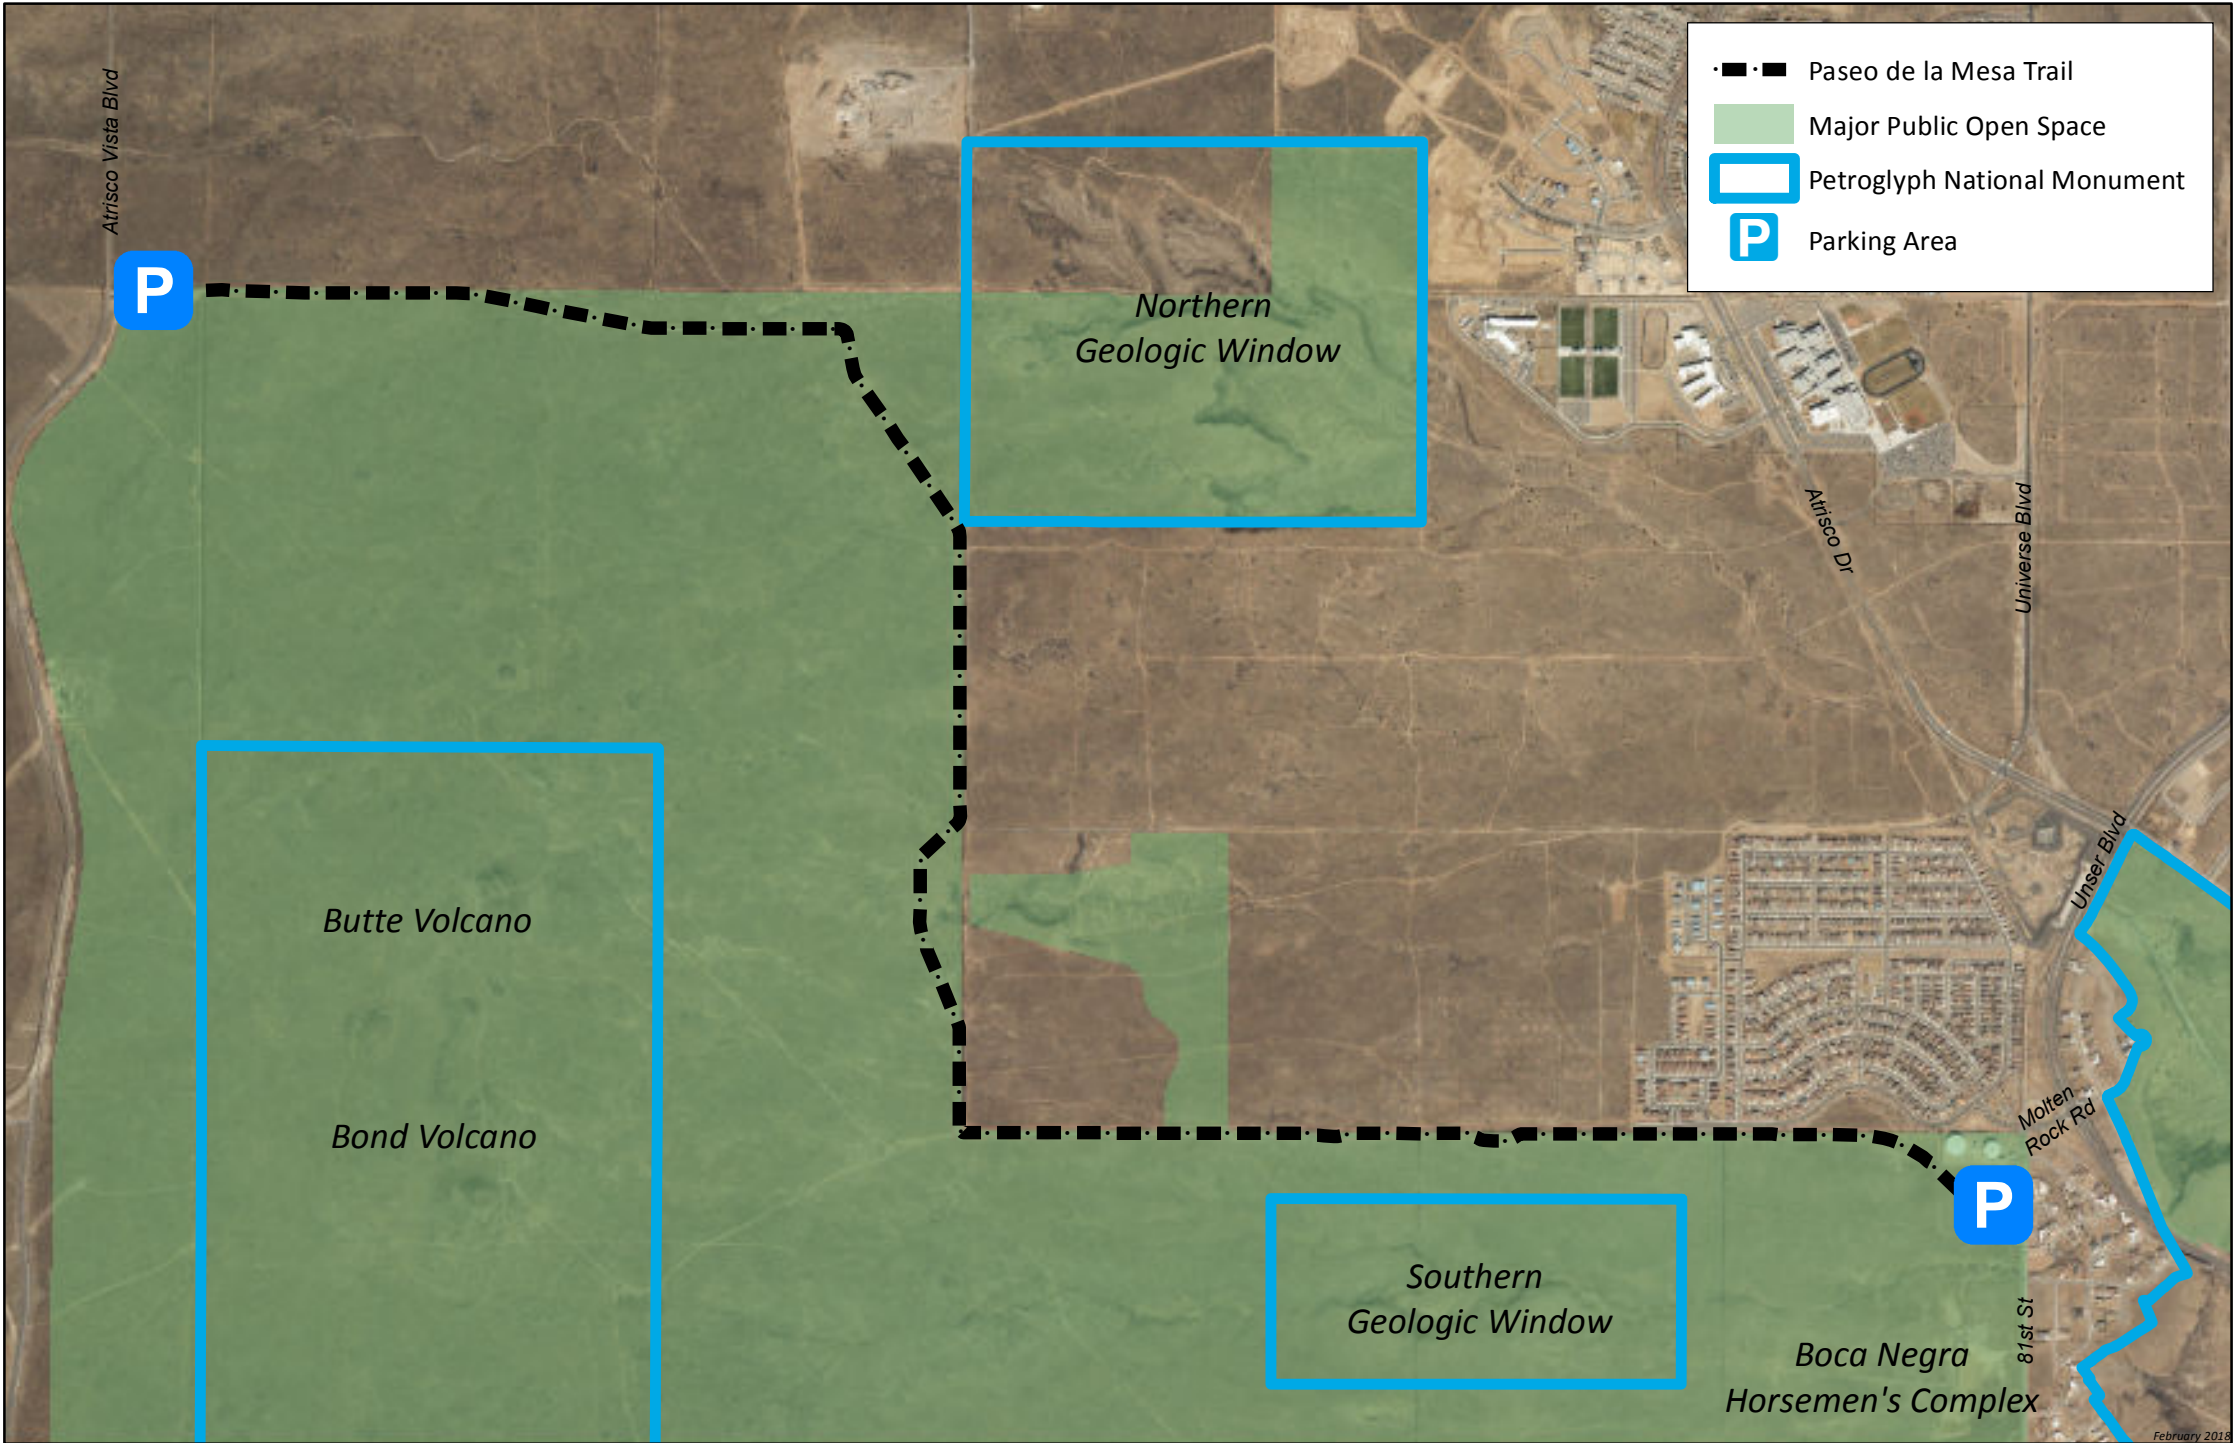 Paseo de la Mesa Trail
Major Public Open Space
Petroglyph National Monument
P Parking Area
Atrisco Vista Blvd
P
Northern
Geologic Window
Atrisco Dr
Universe Blvd
Unser Blvd
Butte Volcano
Bond Volcano
Molten
Rock Rd
P
Southern
Geologic Window
81st St
Boca Negra
Horsemen's Complex
February 2018